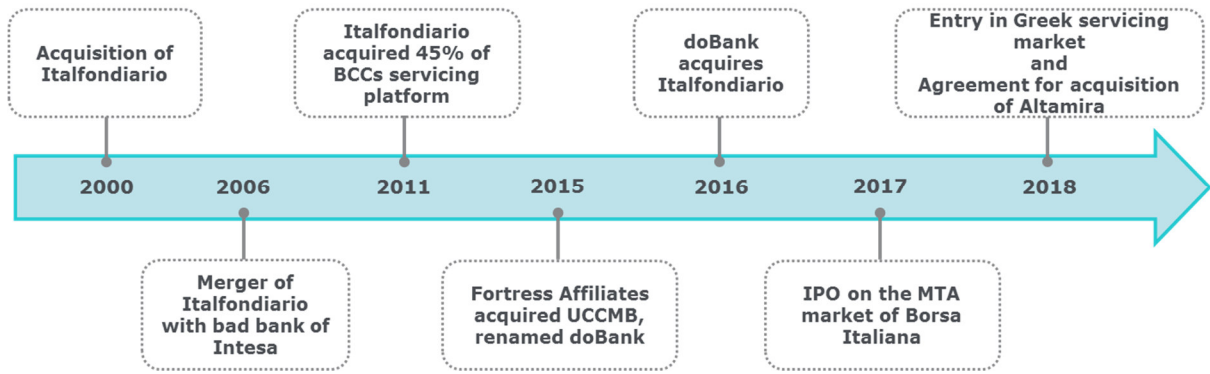 Acquisition of
Italfondiario
Italfondiario
acquired 45% of
BCCs servicing
platform
doBank
acquires
Italfondiario
Entry in Greek servicing
market
and
Agreement for acquisition
of Altamira
2000
2006
2011
2015
2016
2017
2018
Merger of
Italfondiario
with bad bank of
Intesa
Fortress Affiliates
acquired UCCMB,
renamed doBank
IPO on the MTA
market of Borsa
Italiana